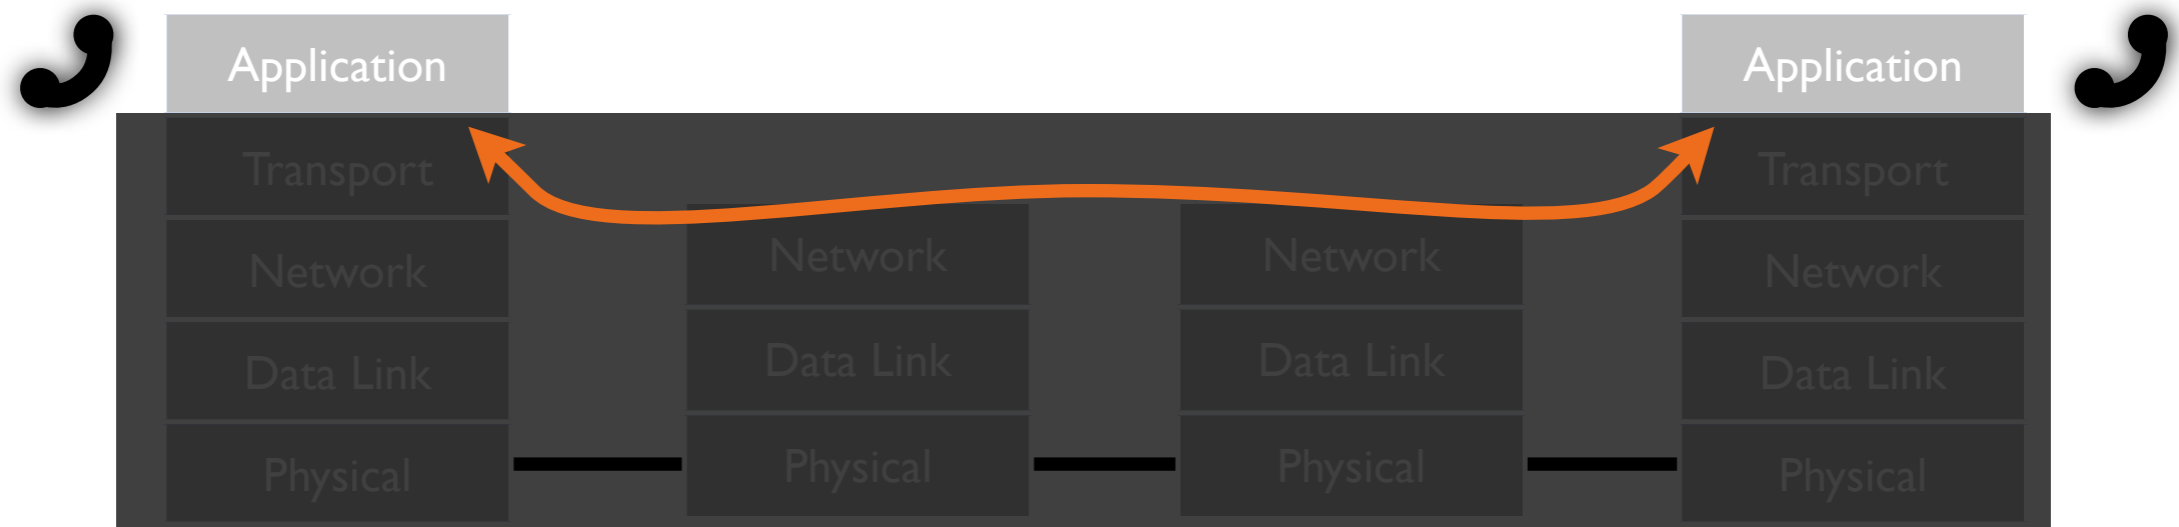 Application
Transport
Network
Data Link
Physical
Network
Data Link
Physical
Network
Data Link
Physical
Application
Transport
Network
Data Link
Physical